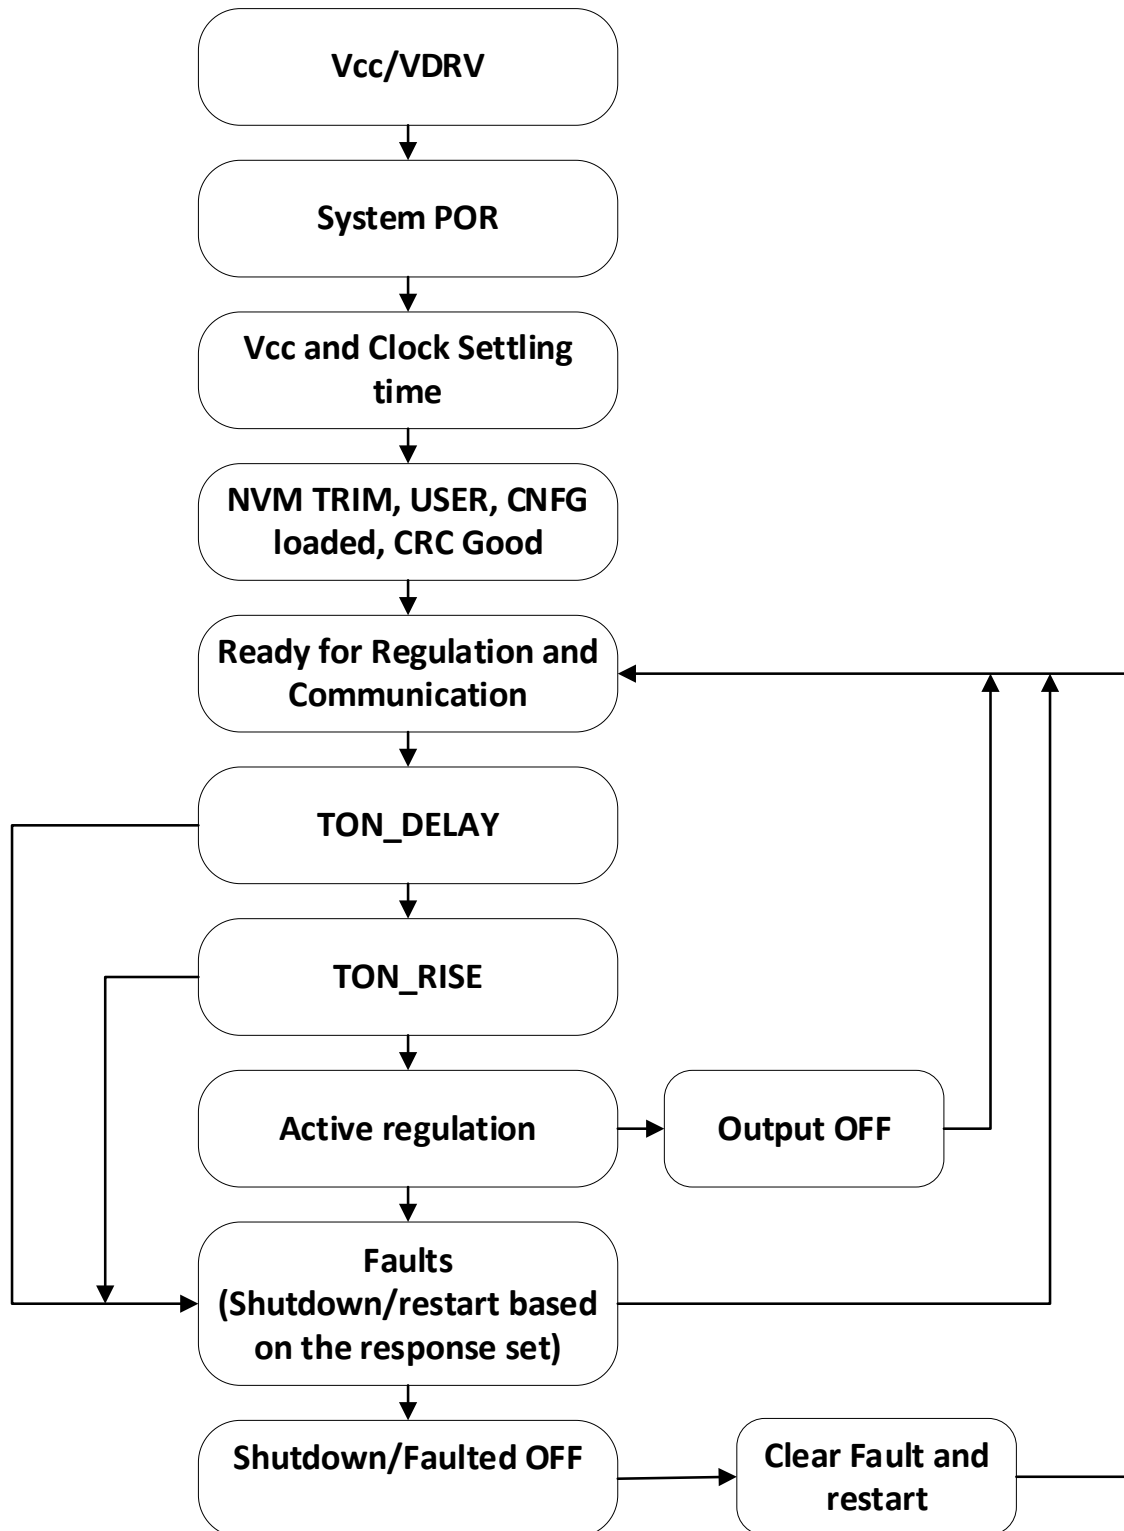 Vcc/VDRV
System POR
Vcc and Clock Settling
time
NVM TRIM, USER, CNFG
loaded, CRC Good
Ready for Regulation and
Communication
TON_DELAY
TON_RISE
Active regulation
Output OFF
Faults
(Shutdown/restart based
on the response set)
Shutdown/Faulted OFF
Clear Fault and
restart